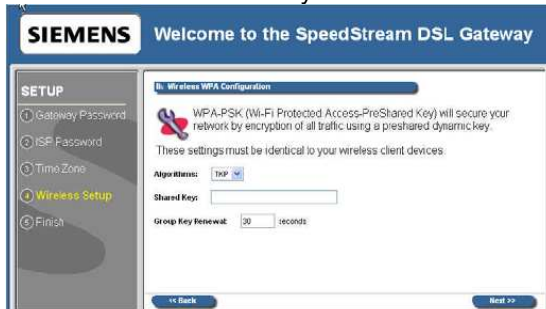 SIEMENS
Welcome to the SpeedStream DSL Gateway
SETUP
1 Gateway Password
2 ISP Password
3 Time Zone
4 Wireless Setup
5 Finish
Wireless WPA Configuration
WPA-PSK (Wi-Fi Protected Access-PreShared Key) will secure your
network by encryption of all traffic using a preshared dynamic key.
These settings must be identical to your wireless client devices.
Algorithms: TKIP
Shared Key:
Group Key Renewal: 30 seconds
<< Back
Next >>